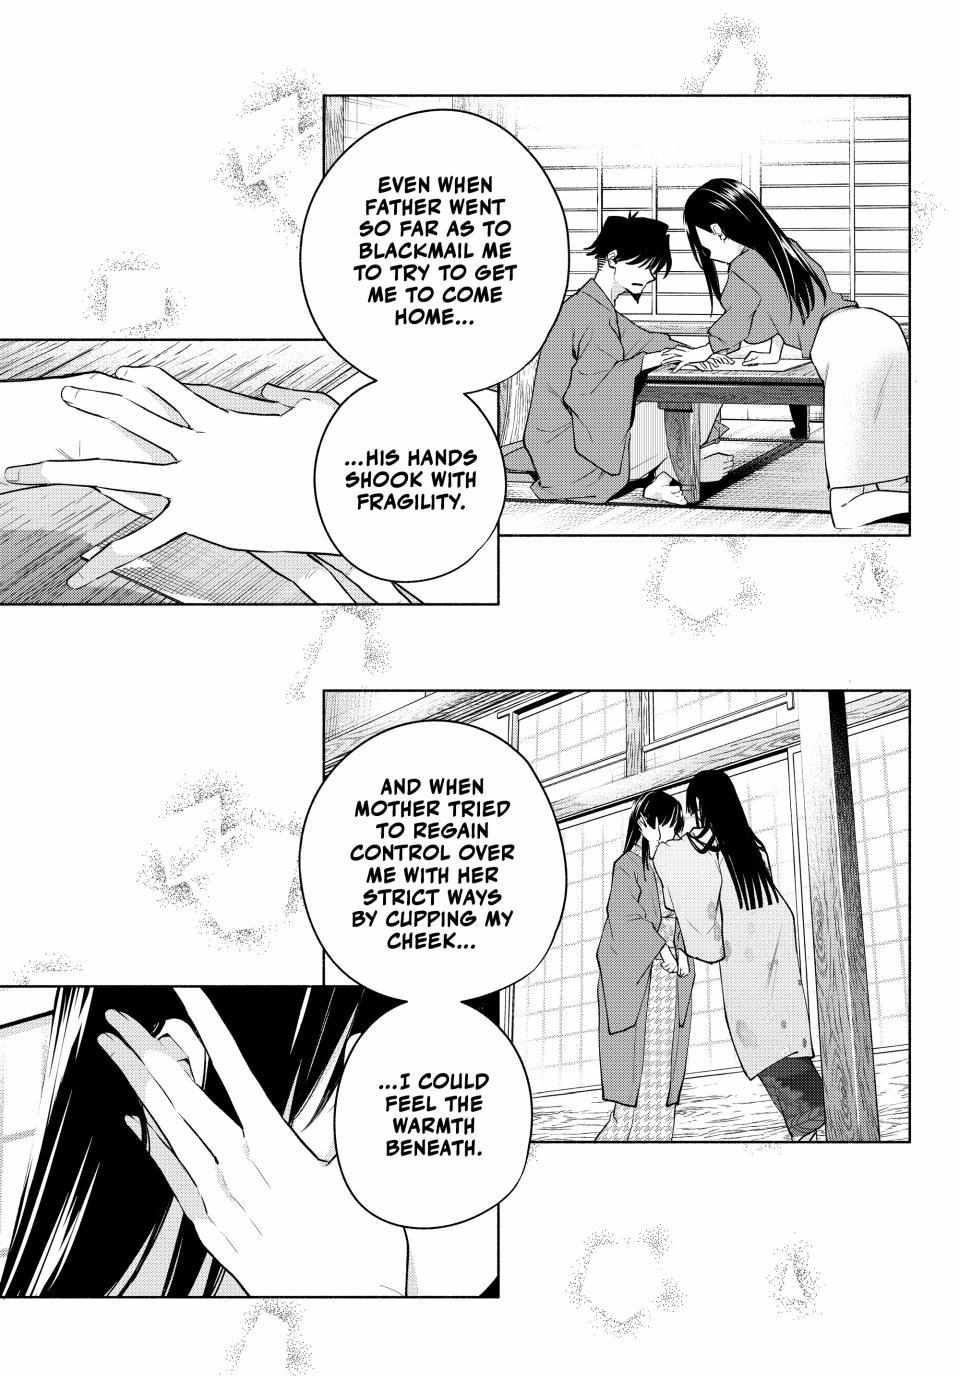 EVEN WHEN
FATHER WENT
SO FAR AS TO
BLACKMAIL ME
TO TRY TO GET
ME TO COME
HOME...
...HIS HANDS
SHOOK WITH
FRAGILITY.
AND WHEN
MOTHER TRIED
TO REGAIN
CONTROL OVER
ME WITH HER
STRICT WAYS
BY CUPPING MY
CHEEK...
...I COULD
FEEL THE
WARMTH
BENEATH.